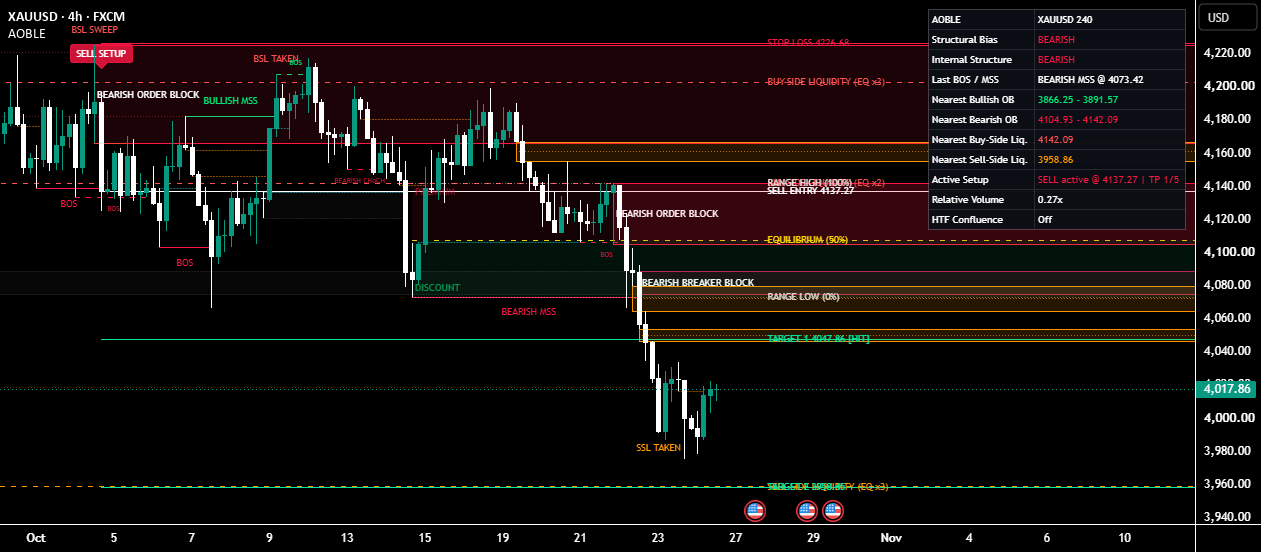 XAUUSD · 4h · FXCM
AOBLE
BSL SWEEP
SELL SETUP
BEARISH ORDER BLOCK
BULLISH MSS
BSL TAKEN
BOS
BEARISH CHoCH
BOS
BOS
BOS
DISCOUNT
BEARISH MSS
BOS
BEARISH ORDER BLOCK
BEARISH BREAKER BLOCK
SSL TAKEN
STOP LOSS 4226.68
BUY-SIDE LIQUIDITY (EQ x3)
RANGE HIGH (100%)
(EQ x2)
SELL ENTRY 4137.27
EQUILIBRIUM (50%)
RANGE LOW (0%)
TARGET 1 4047.86 [HIT]
(EQ x3)
AOBLE XAUUSD 240
Structural Bias BEARISH
Internal Structure BEARISH
Last BOS / MSS BEARISH MSS @ 4073.42
Nearest Bullish OB 3866.25 - 3891.57
Nearest Bearish OB 4104.93 - 4142.09
Nearest Buy-Side Liq. 4142.09
Nearest Sell-Side Liq. 3958.86
Active Setup SELL active @ 4137.27 | TP 1/5
Relative Volume 0.27x
HTF Confluence Off
USD
4,220.00
4,200.00
4,180.00
4,160.00
4,140.00
4,120.00
4,100.00
4,080.00
4,060.00
4,040.00
4,017.86
4,000.00
3,980.00
3,960.00
3,940.00
Oct 5 7 9 13 15 17 19 21 23 27 29 Nov 4 6 10